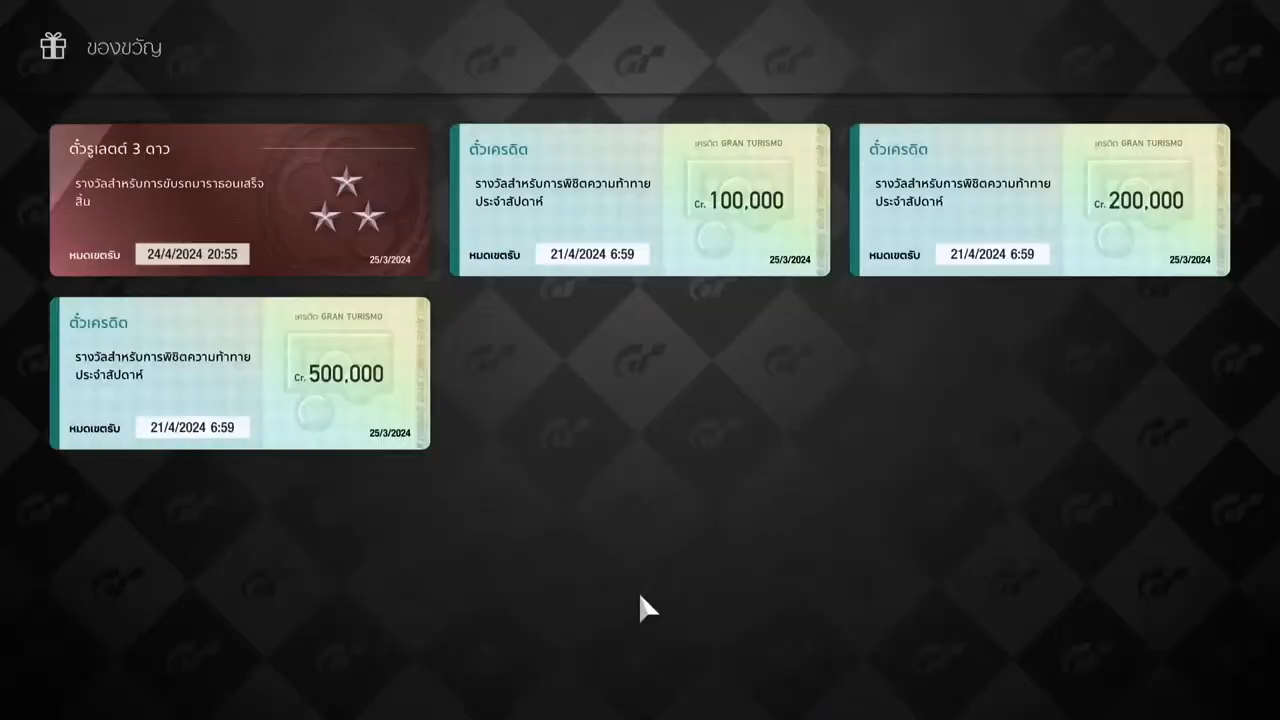 ของขวัญ
ตั๋วรูเลตต์ 3 ดาว
รางวัลสำหรับการขับรถมาราธอนเสร็จ
สิ้น
หมดเขตรับ 24/4/2024 20:55
25/3/2024
ตั๋วเครดิต
เครดิต GRAN TURISMO
รางวัลสำหรับการพิชิตความท้าทาย
ประจำสัปดาห์
Cr. 100,000
หมดเขตรับ 21/4/2024 6:59
25/3/2024
ตั๋วเครดิต
เครดิต GRAN TURISMO
รางวัลสำหรับการพิชิตความท้าทาย
ประจำสัปดาห์
Cr. 200,000
หมดเขตรับ 21/4/2024 6:59
25/3/2024
ตั๋วเครดิต
เครดิต GRAN TURISMO
รางวัลสำหรับการพิชิตความท้าทาย
ประจำสัปดาห์
Cr. 500,000
หมดเขตรับ 21/4/2024 6:59
25/3/2024